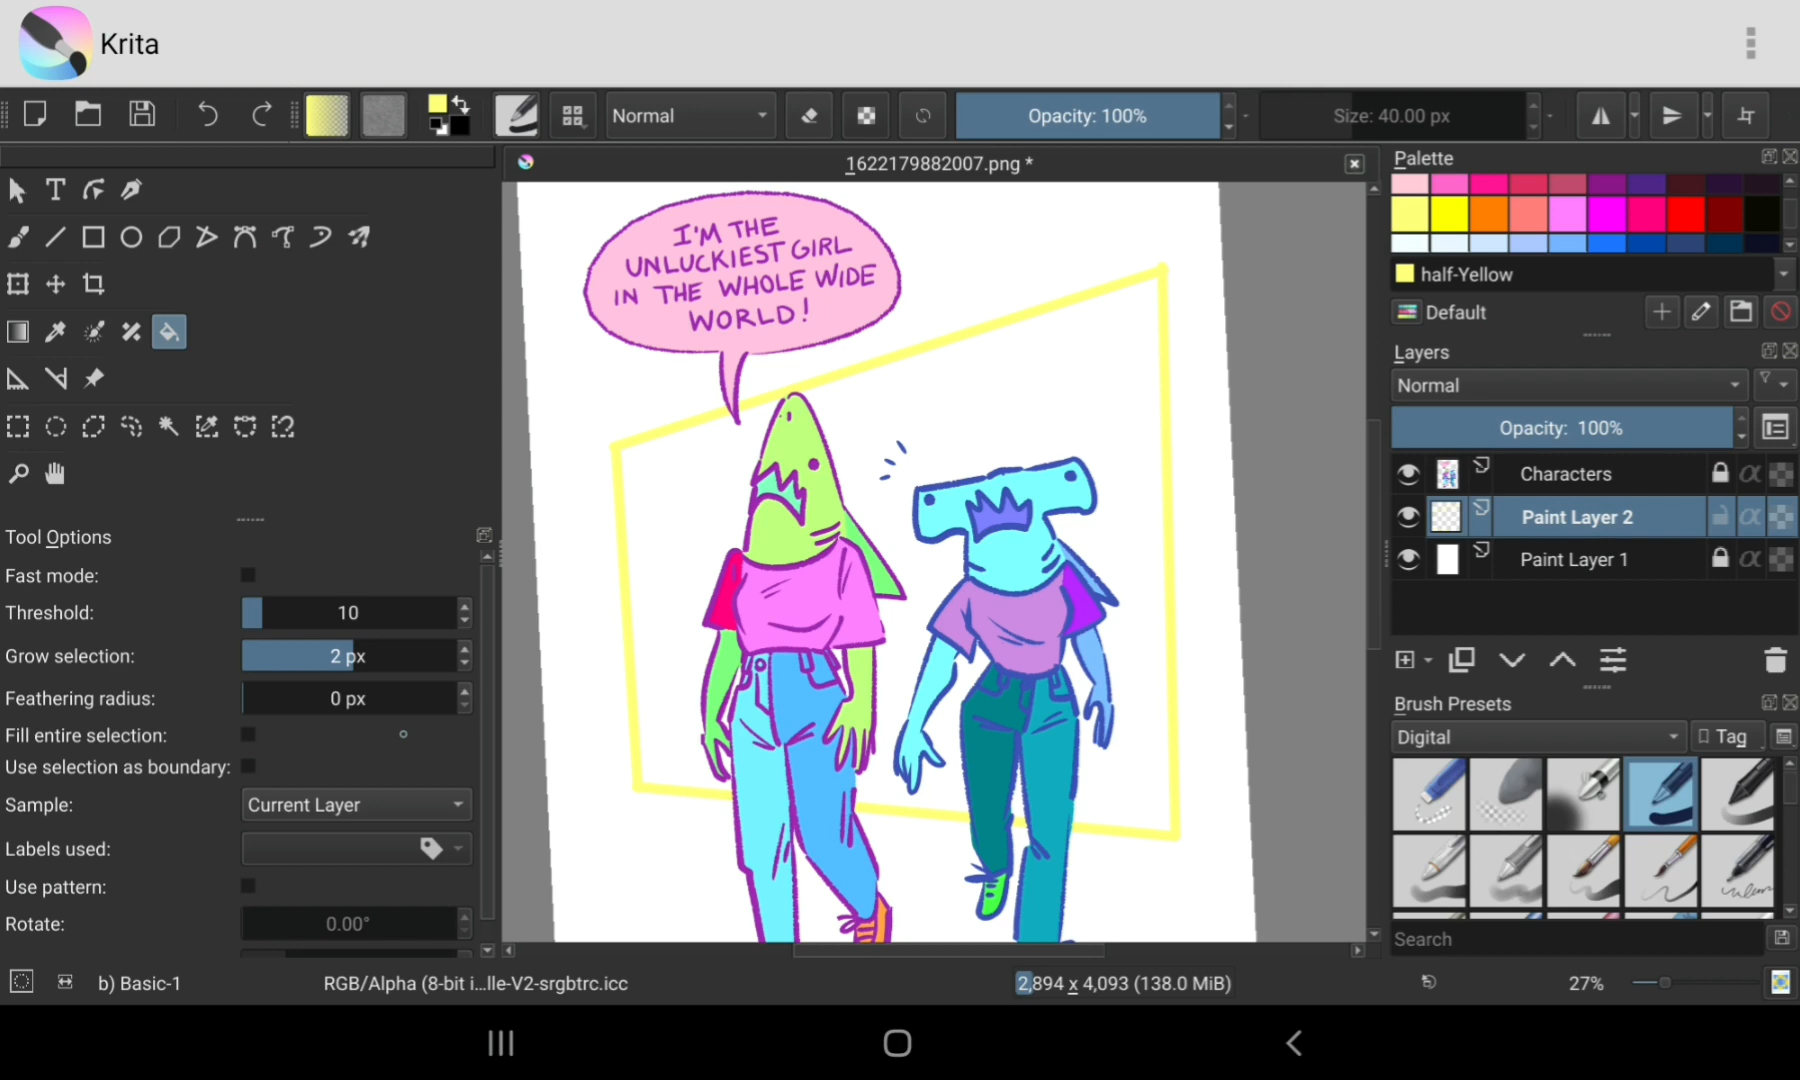 Krita
Normal
Opacity: 100%
Size: 40.00 px
1622179882007.png *
I'M THE
UNLUCKIEST GIRL
IN THE WHOLE WIDE
WORLD!
Tool Options
Fast mode:
Threshold:
10
Grow selection:
2 px
Feathering radius:
0 px
Fill entire selection:
Use selection as boundary:
Sample:
Current Layer
Labels used:
Use pattern:
Rotate:
0.00°
Palette
half-Yellow
Default
Layers
Normal
Opacity: 100%
Characters
Paint Layer 2
Paint Layer 1
Brush Presets
Digital
Tag
Search
b) Basic-1
RGB/Alpha (8-bit i...lle-V2-srgbtrc.icc
2,894 x 4,093 (138.0 MiB)
27%